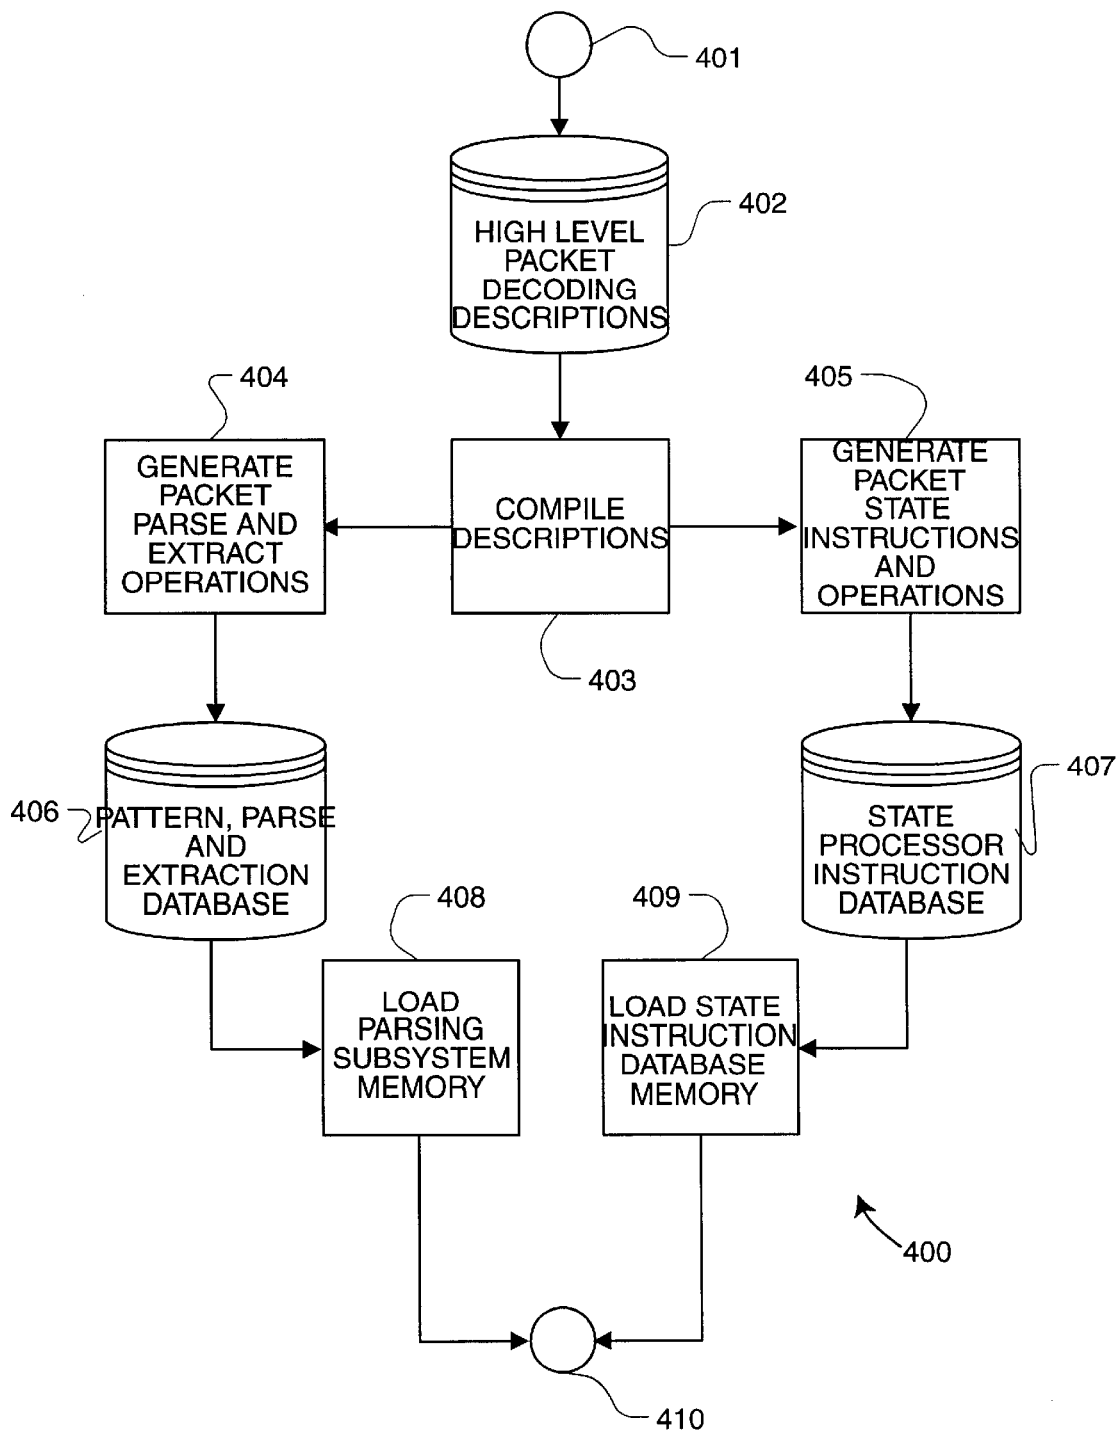 401
402
HIGH LEVEL
PACKET
DECODING
DESCRIPTIONS
404
405
GENERATE
PACKET
PARSE AND
EXTRACT
OPERATIONS
COMPILE
DESCRIPTIONS
GENERATE
PACKET
STATE
INSTRUCTIONS
AND
OPERATIONS
403
406
PATTERN, PARSE
AND
EXTRACTION
DATABASE
407
STATE
PROCESSOR
INSTRUCTION
DATABASE
408
409
LOAD
PARSING
SUBSYSTEM
MEMORY
LOAD STATE
INSTRUCTION
DATABASE
MEMORY
400
410